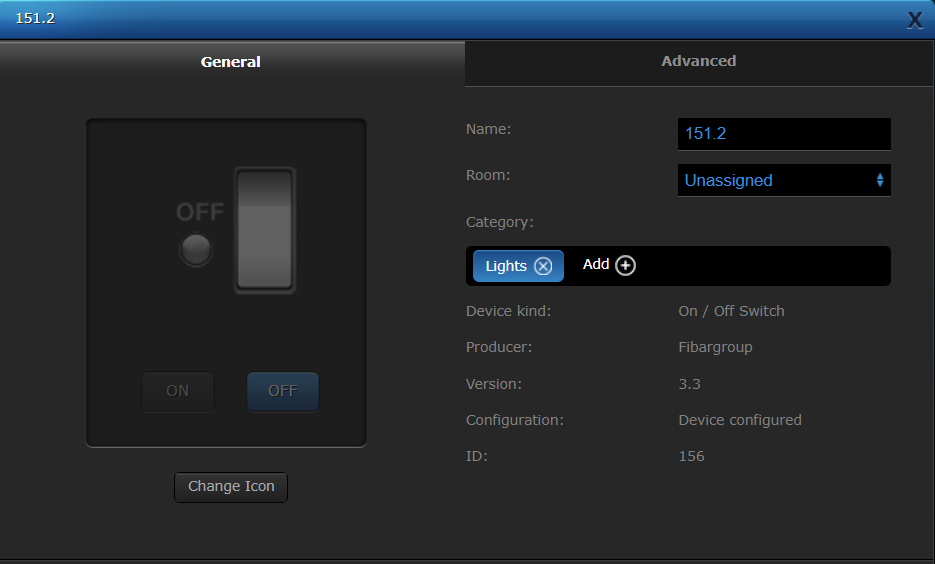 151.2
X
General
Advanced
OFF
ON
OFF
Change Icon
Name:
151.2
Room:
Unassigned
Category:
Lights
Add
Device kind:
On / Off Switch
Producer:
Fibargroup
Version:
3.3
Configuration:
Device configured
ID:
156